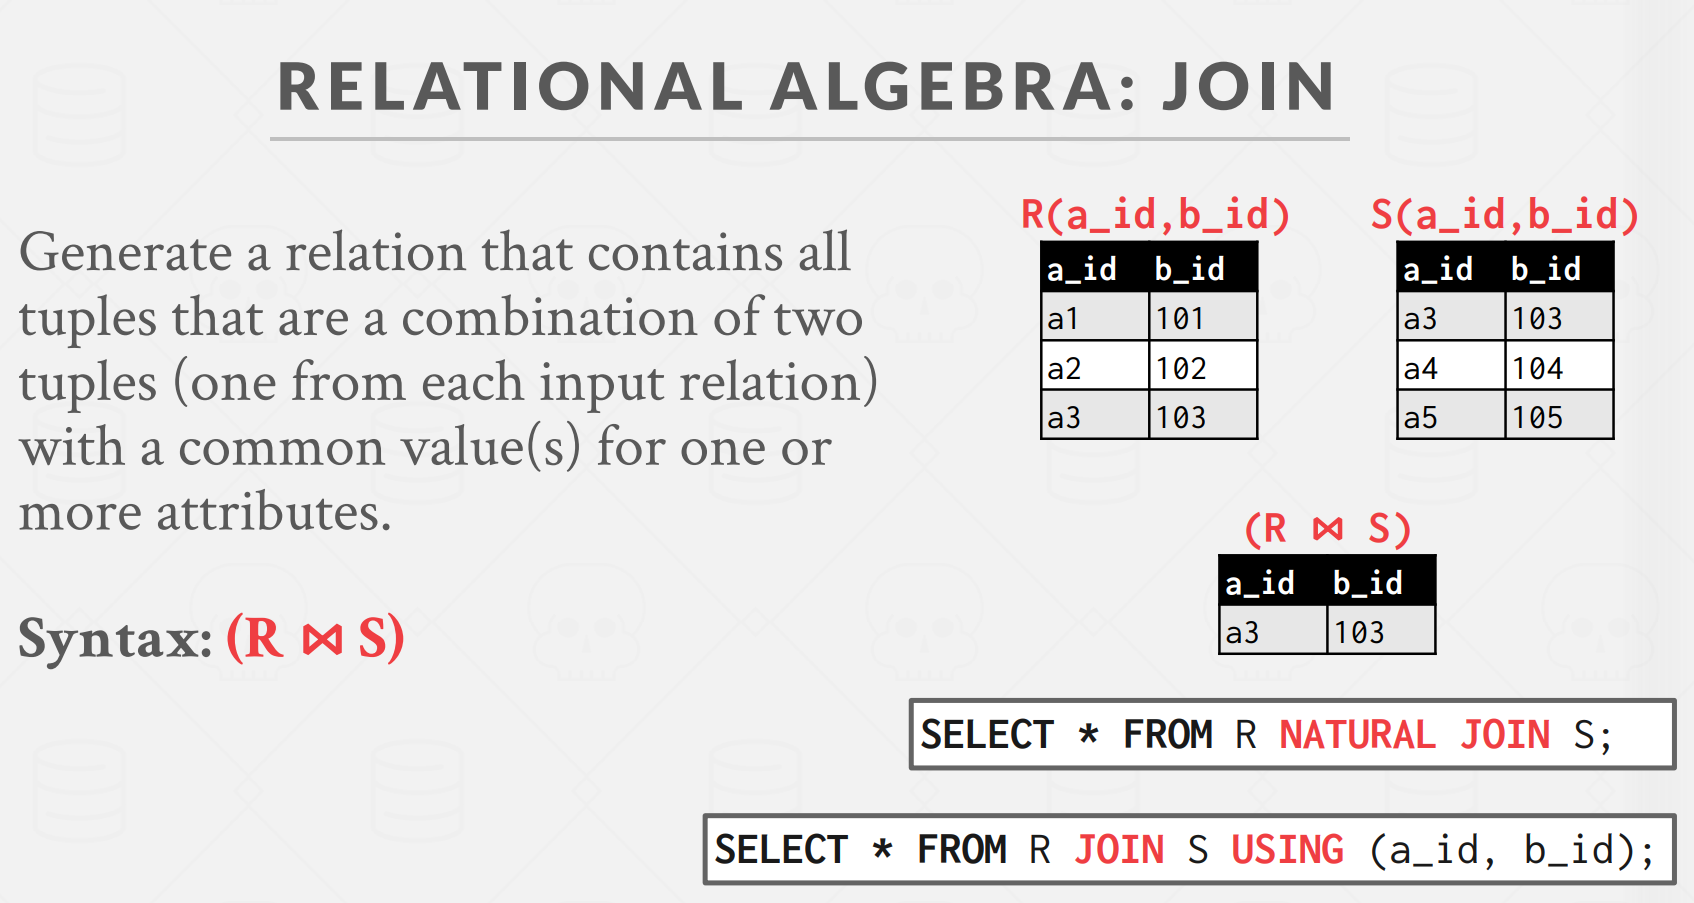 RELATIONAL ALGEBRA: JOIN
Generate a relation that contains all
tuples that are a combination of two
tuples (one from each input relation)
with a common value(s) for one or
more attributes.
Syntax: (R ⋈ S)
R(a_id,b_id)
a_id b_id
a1 101
a2 102
a3 103
S(a_id,b_id)
a_id b_id
a3 103
a4 104
a5 105
(R ⋈ S)
a_id b_id
a3 103
SELECT * FROM R NATURAL JOIN S;
SELECT * FROM R JOIN S USING (a_id, b_id);